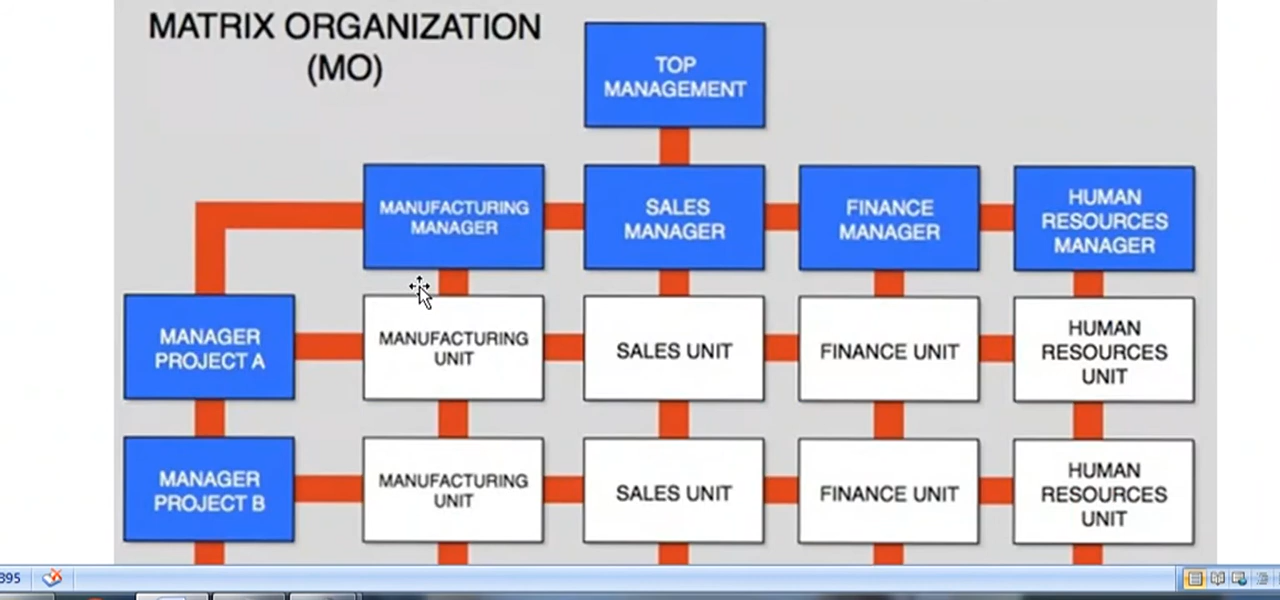 MATRIX ORGANIZATION
(MO)
TOP
MANAGEMENT
MANUFACTURING
MANAGER
SALES
MANAGER
FINANCE
MANAGER
HUMAN
RESOURCES
MANAGER
MANAGER
PROJECT A
MANUFACTURING
UNIT
SALES UNIT
FINANCE UNIT
HUMAN
RESOURCES
UNIT
MANAGER
PROJECT B
MANUFACTURING
UNIT
SALES UNIT
FINANCE UNIT
HUMAN
RESOURCES
UNIT
395